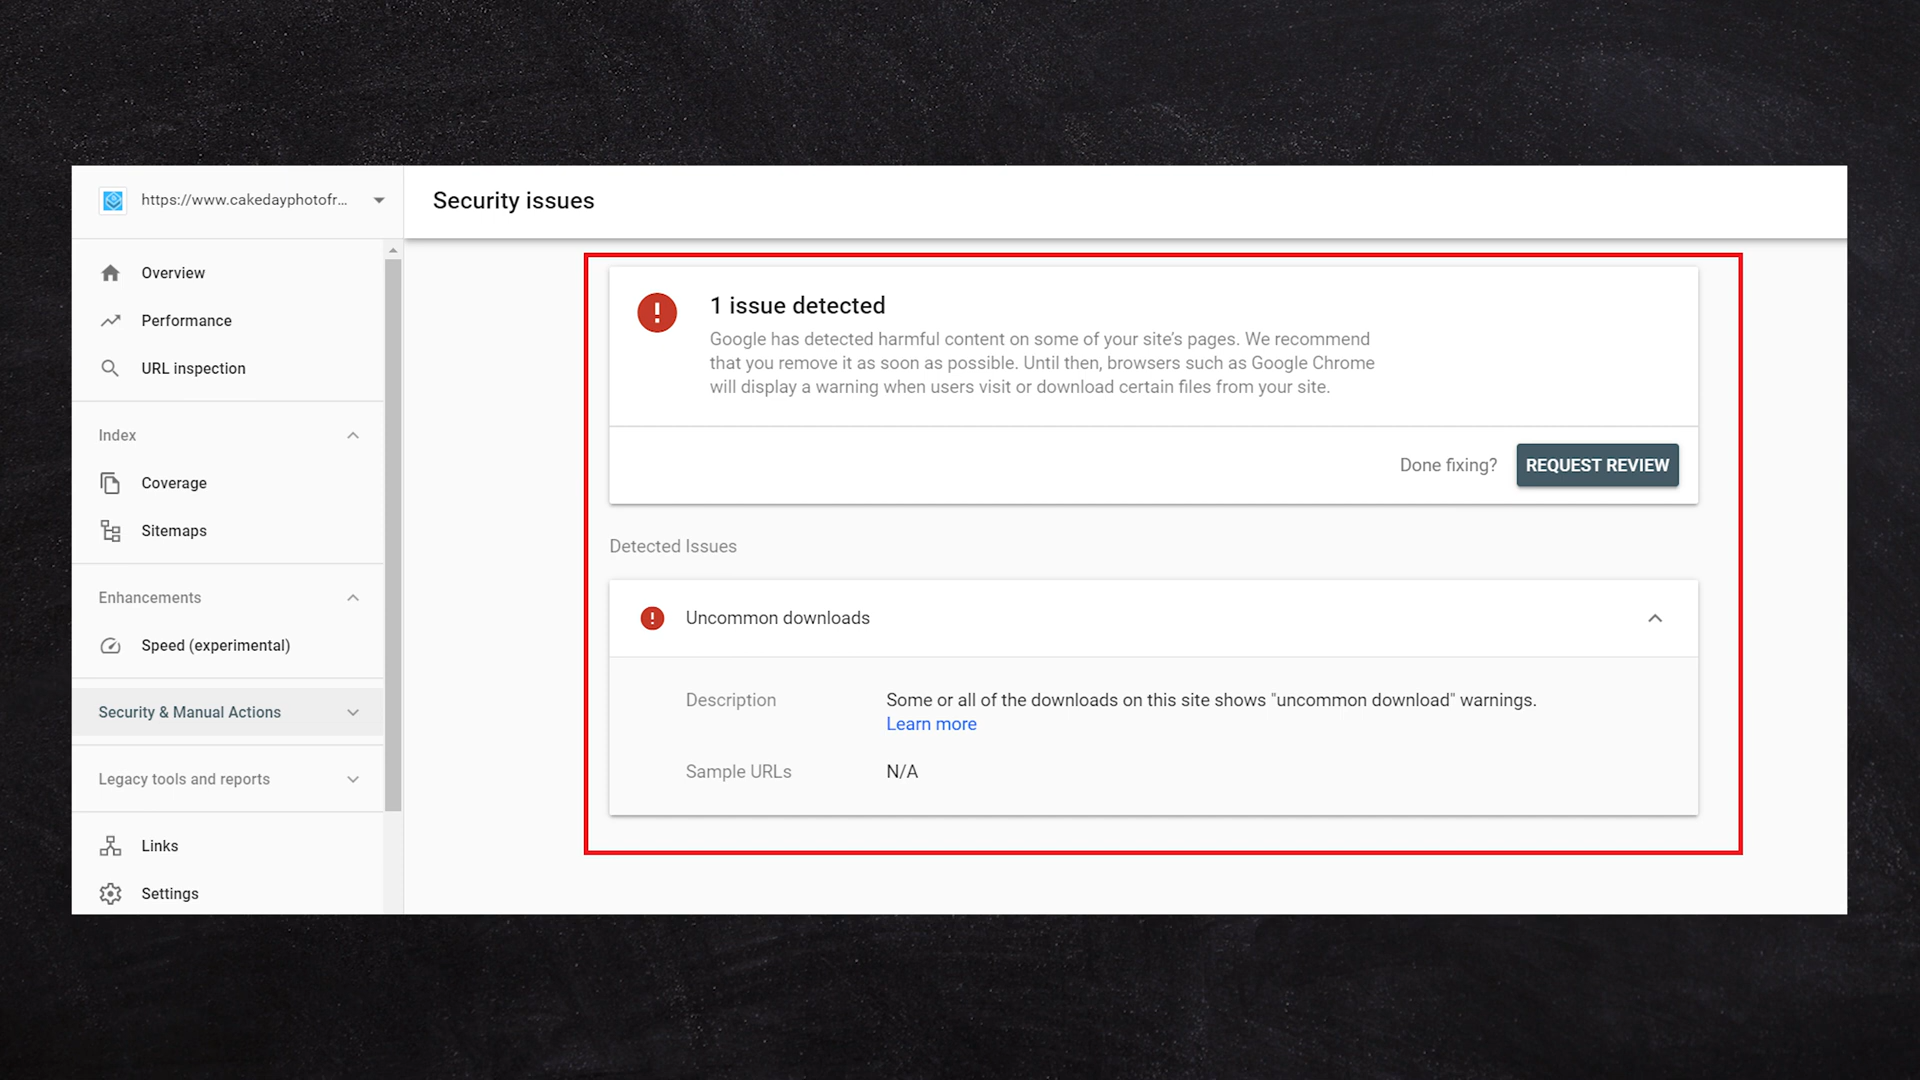 https://www.cakedayphotofr...
Security issues
Overview
Performance
URL inspection
Index
Coverage
Sitemaps
Enhancements
Speed (experimental)
Security & Manual Actions
Legacy tools and reports
Links
Settings
1 issue detected
Google has detected harmful content on some of your site's pages. We recommend
that you remove it as soon as possible. Until then, browsers such as Google Chrome
will display a warning when users visit or download certain files from your site.
Done fixing? REQUEST REVIEW
Detected Issues
Uncommon downloads
Description Some or all of the downloads on this site shows "uncommon download" warnings.
Learn more
Sample URLs N/A